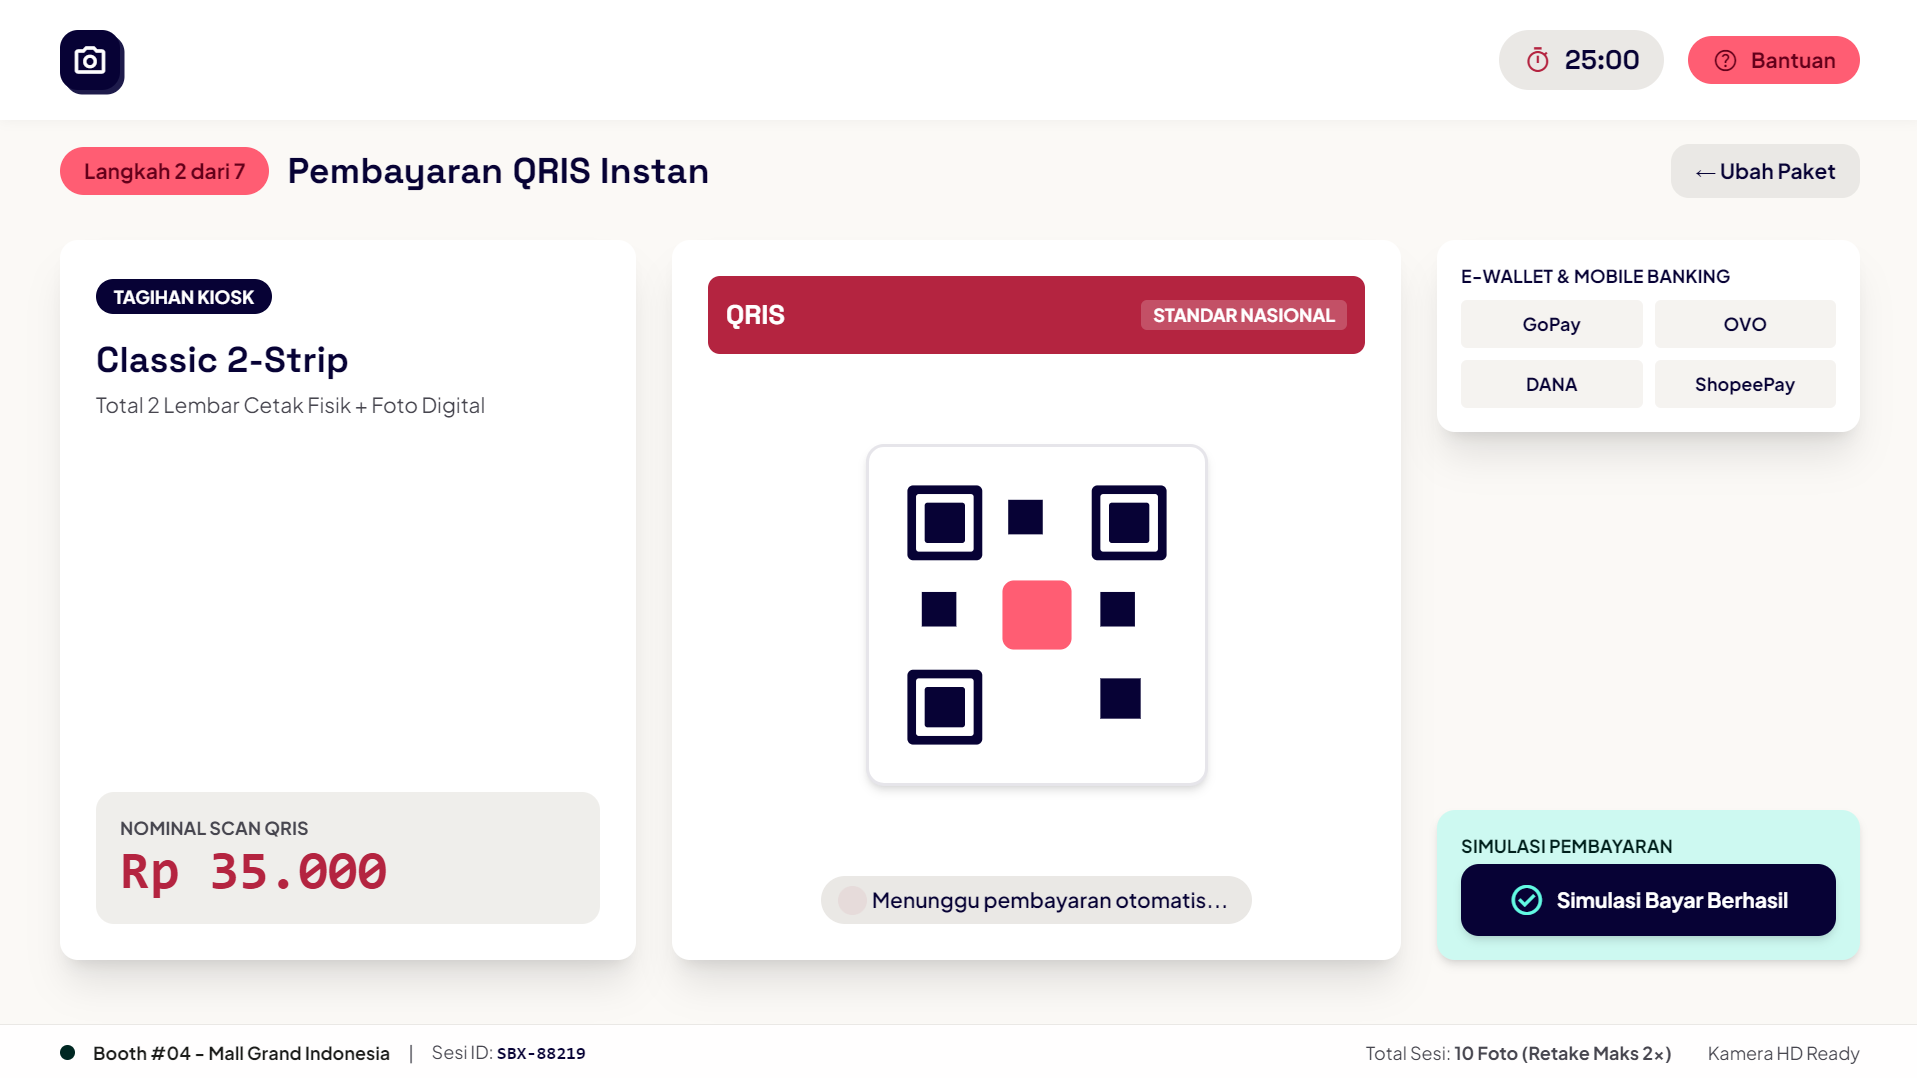 25:00
Bantuan
Langkah 2 dari 7
Pembayaran QRIS Instan
← Ubah Paket
TAGIHAN KIOSK
Classic 2-Strip
Total 2 Lembar Cetak Fisik + Foto Digital
NOMINAL SCAN QRIS
Rp 35.000
QRIS
STANDAR NASIONAL
Menunggu pembayaran otomatis...
E-WALLET & MOBILE BANKING
GoPay
OVO
DANA
ShopeePay
SIMULASI PEMBAYARAN
Simulasi Bayar Berhasil
Booth #04 - Mall Grand Indonesia | Sesi ID: SBX-88219
Total Sesi: 10 Foto (Retake Maks 2×)
Kamera HD Ready